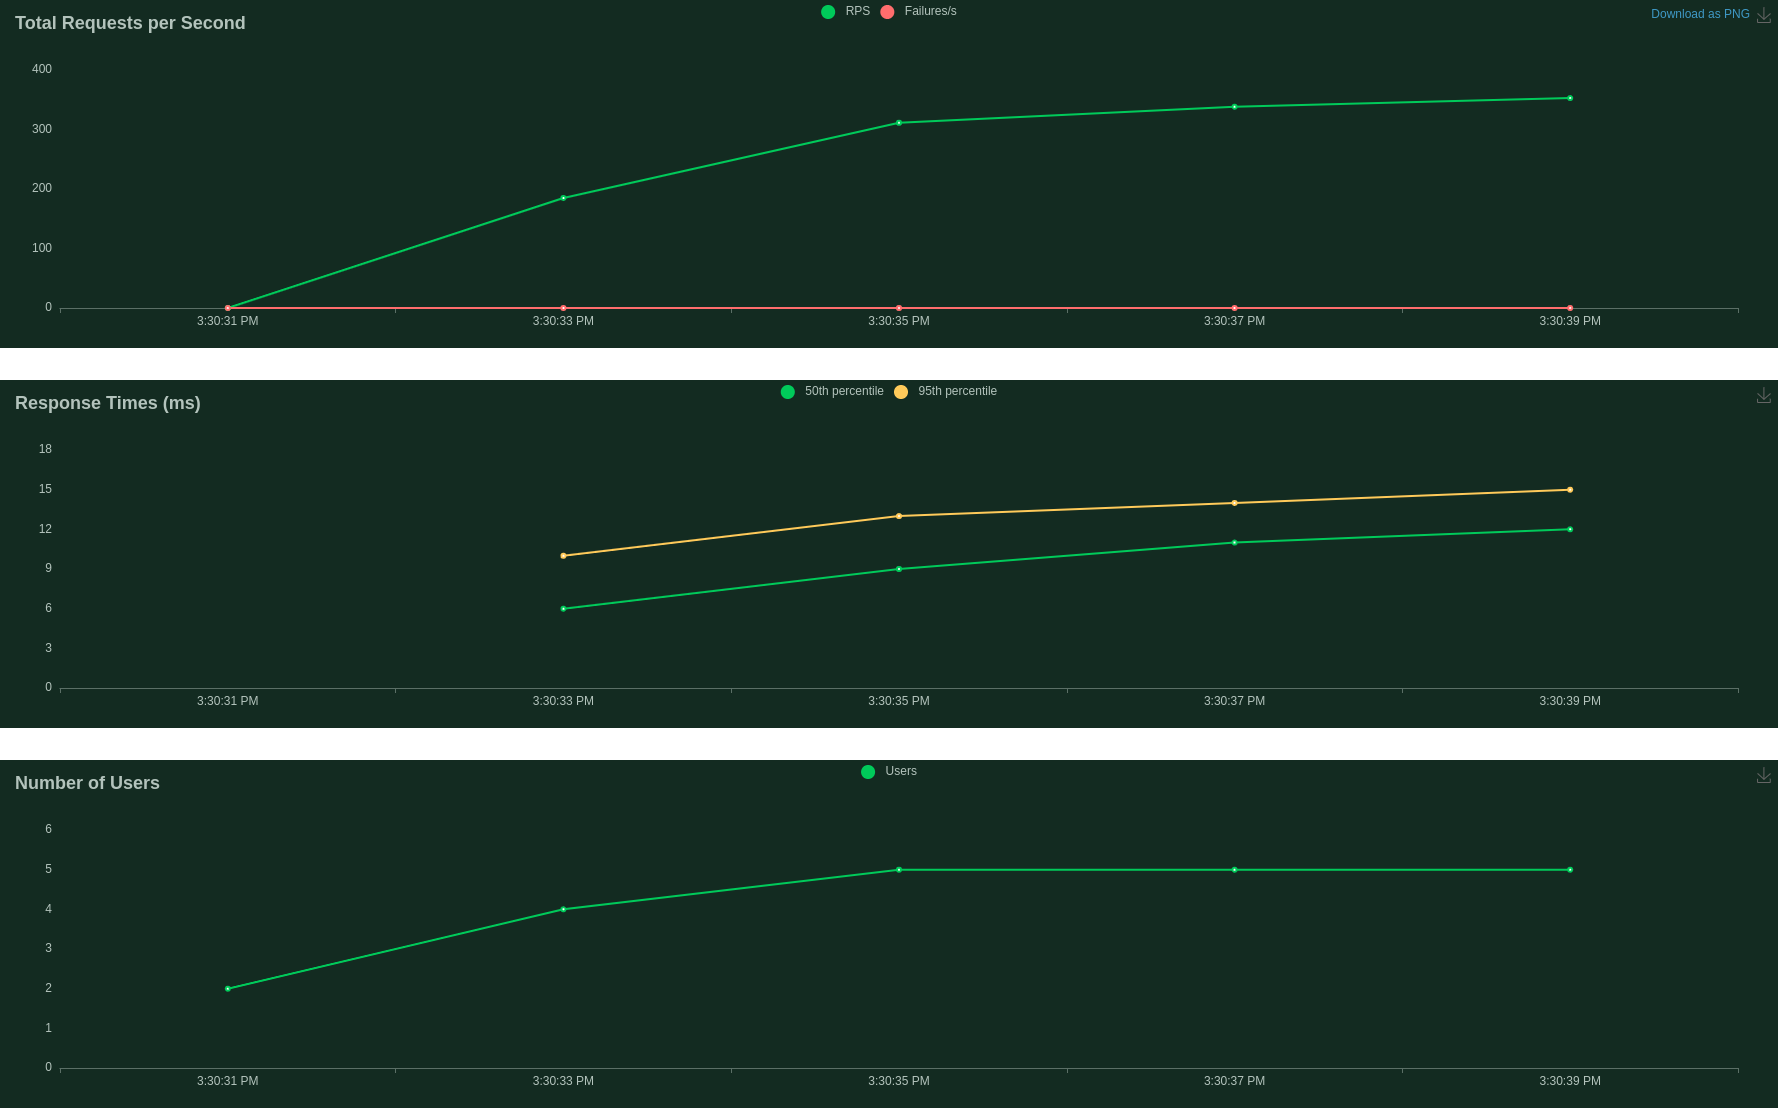 Total Requests per Second
RPS Failures/s
Download as PNG
400
300
200
100
0
3:30:31 PM 3:30:33 PM 3:30:35 PM 3:30:37 PM 3:30:39 PM
Response Times (ms)
50th percentile 95th percentile
18
15
12
9
6
3
0
3:30:31 PM 3:30:33 PM 3:30:35 PM 3:30:37 PM 3:30:39 PM
Number of Users
Users
6
5
4
3
2
1
0
3:30:31 PM 3:30:33 PM 3:30:35 PM 3:30:37 PM 3:30:39 PM